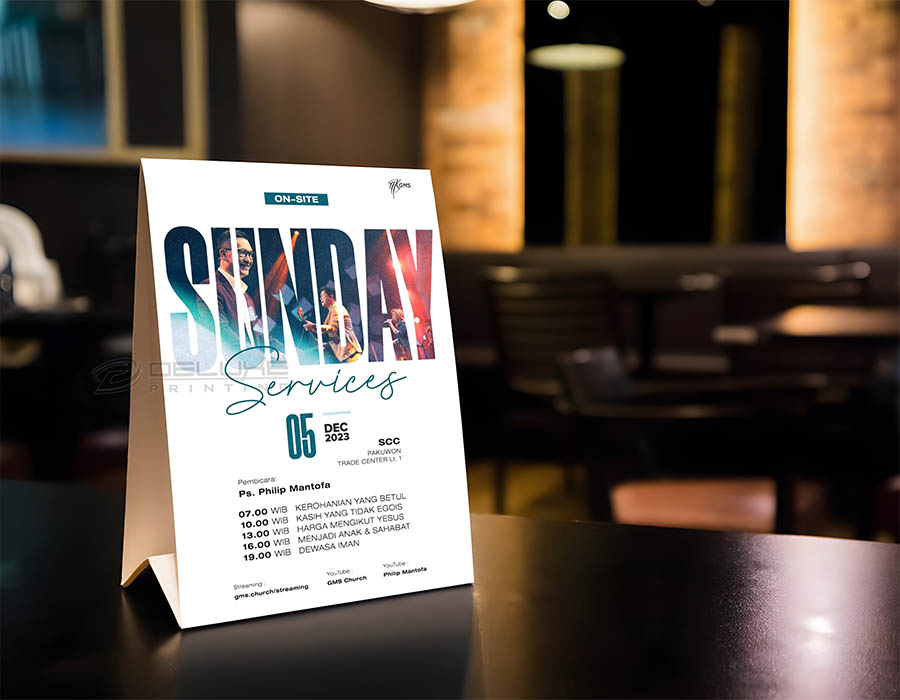 GMS
ON-SITE
SUNDAY
Services
05 DEC
2023
SCC
PAKUWON
TRADE CENTER Lt. 1
Pembicara:
Ps. Philip Mantofa
07.00 WIB KEROHANIAN YANG BETUL
10.00 WIB KASIH YANG TIDAK EGOIS
13.00 WIB HARGA MENGIKUT YESUS
16.00 WIB MENJADI ANAK & SAHABAT
19.00 WIB DEWASA IMAN
Streaming :
gms.church/streaming
YouTube :
GMS Church
YouTube :
Philip Mantofa
DELUXE
PRINTING